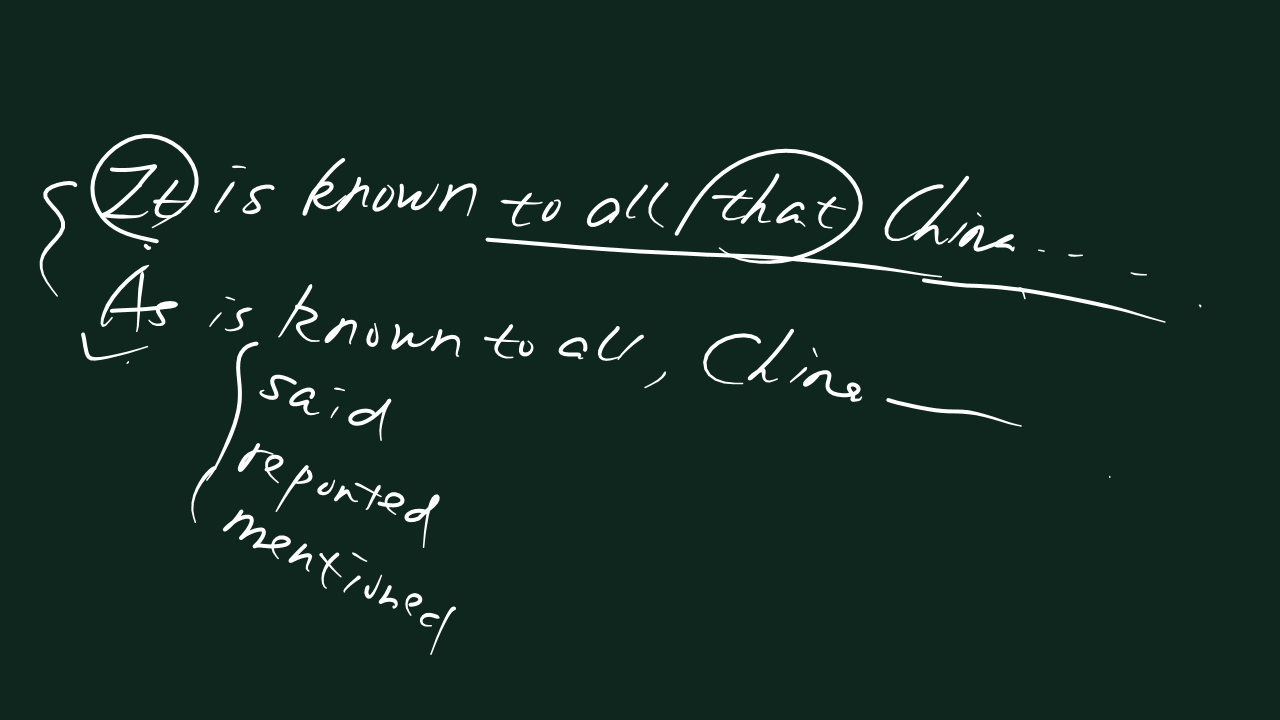 It is known to all that China....
As is known to all, China
said
reported
mentioned